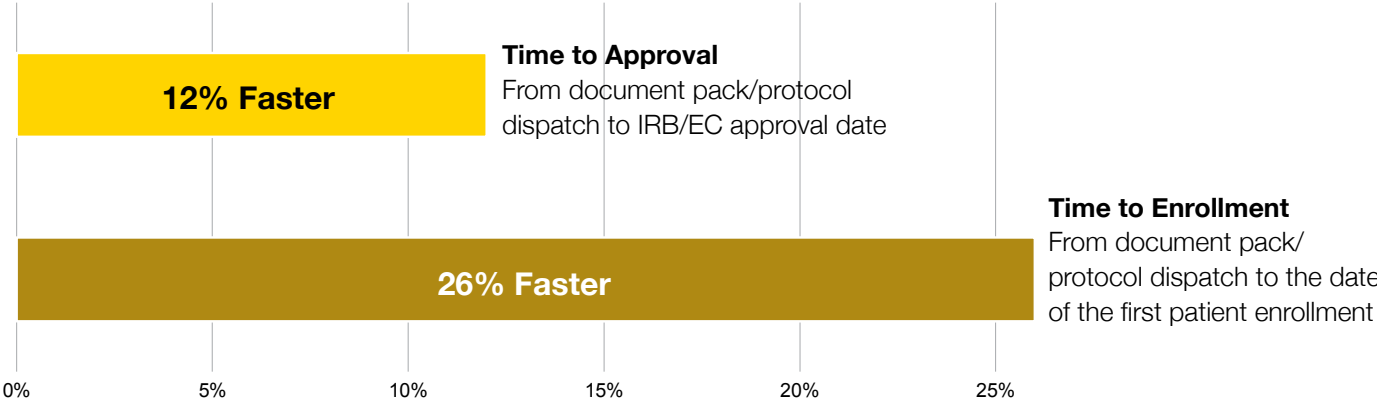 Time to Approval
From document pack/protocol
dispatch to IRB/EC approval date
12% Faster
Time to Enrollment
From document pack/
protocol dispatch to the date
of the first patient enrollment
26% Faster
0% 5% 10% 15% 20% 25%